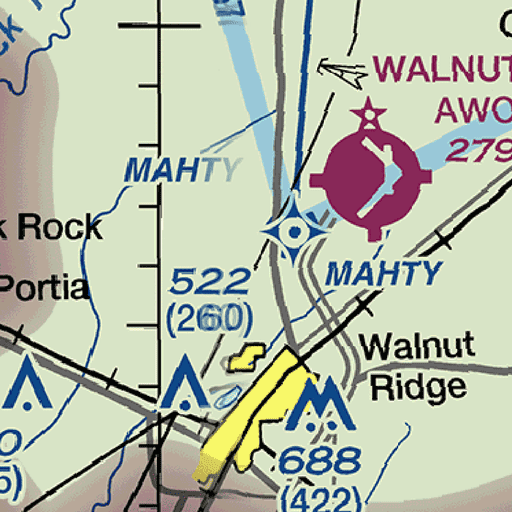 WALNUT
AWO
279
MAHTY
k Rock
MAHTY
522
Portia
(260)
Walnut
Ridge
688
(422)